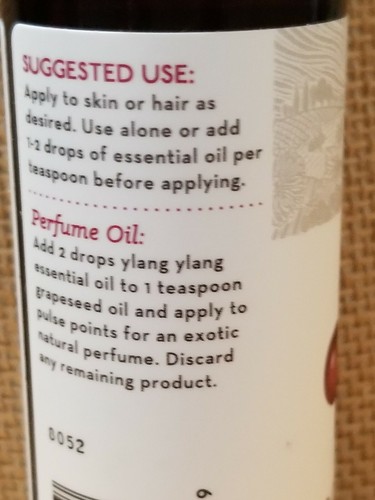 SUGGESTED USE:
Apply to skin or hair as
desired. Use alone or add
1-2 drops of essential oil per
teaspoon before applying.
Perfume Oil:
Add 2 drops ylang ylang
essential oil to 1 teaspoon
grapeseed oil and apply to
pulse points for an exotic
natural perfume. Discard
any remaining product.
0052
6